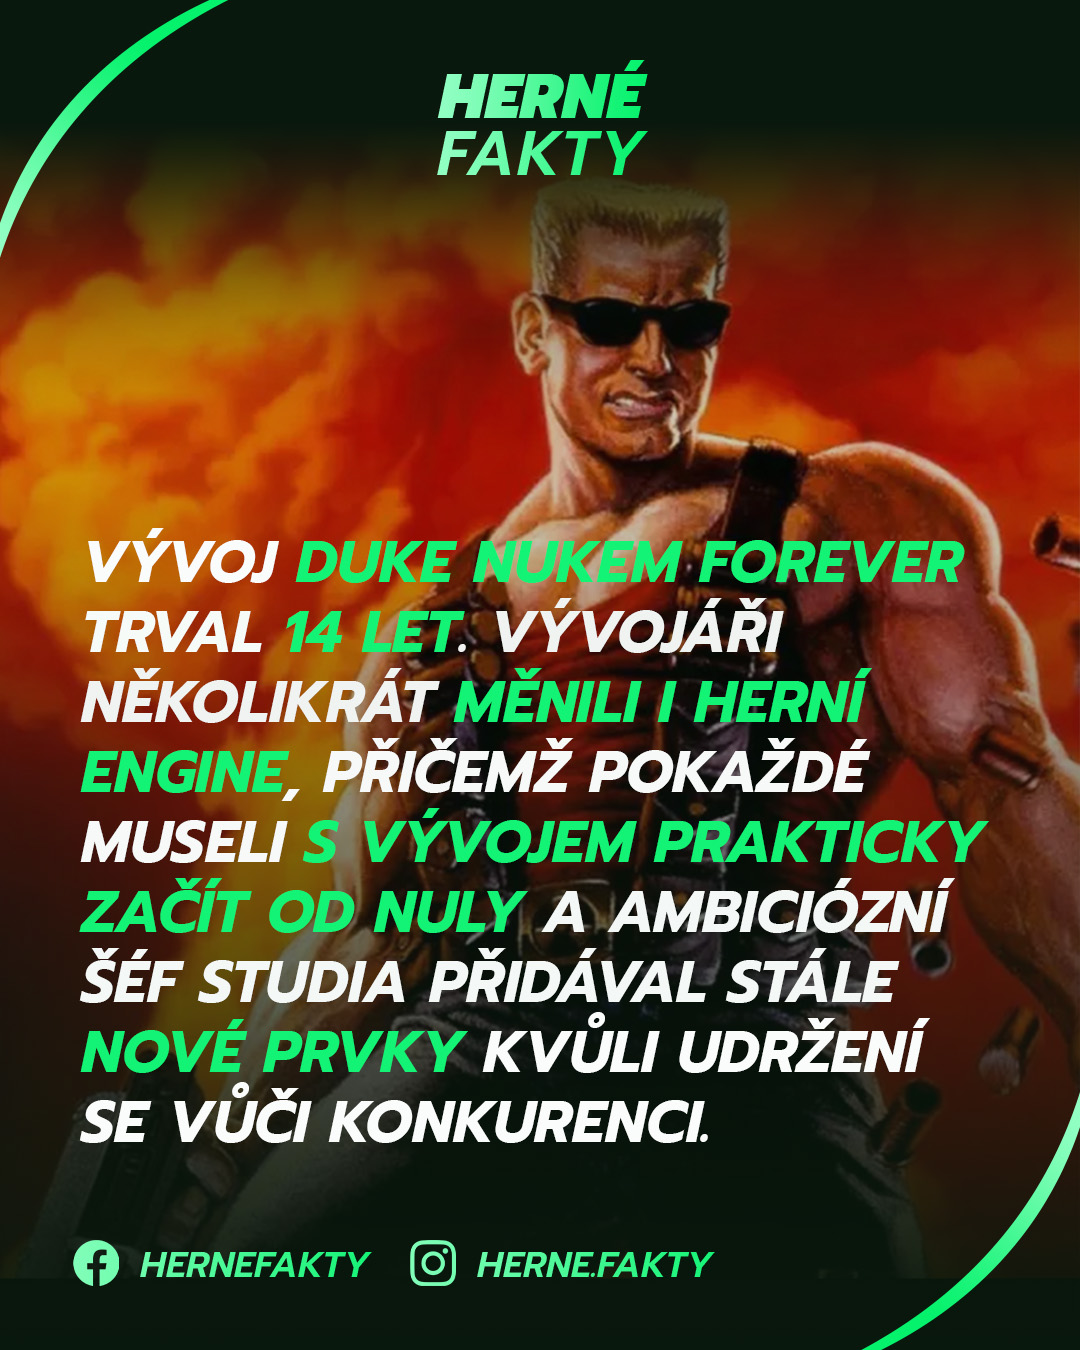 HERNÉ
FAKTY
VÝVOJ DUKE NUKEM FOREVER
TRVAL 14 LET. VÝVOJÁŘI
NĚKOLIKRÁT MĚNILI I HERNÍ
ENGINE, PŘIČEMŽ POKAŽDÉ
MUSELÍ S VÝVOJEM PRAKTICKY
ZAČÍT OD NULY A AMBICIÓZNÍ
ŠÉF STUDIA PŘIDÁVAL STÁLE
NOVÉ PRVKY KVŮLI UDRŽENÍ
SE VŮČI KONKURENCI.
HERNEFAKTY HERNE.FAKTY